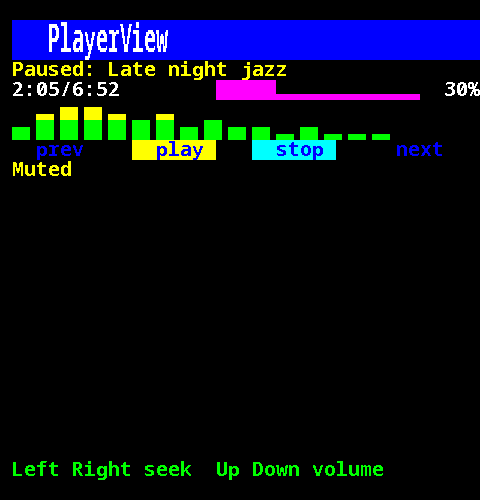 PlayerView
Paused: Late night jazz
2:05/6:52 30%
prev play stop next
Muted
Left Right seek  Up Down volume